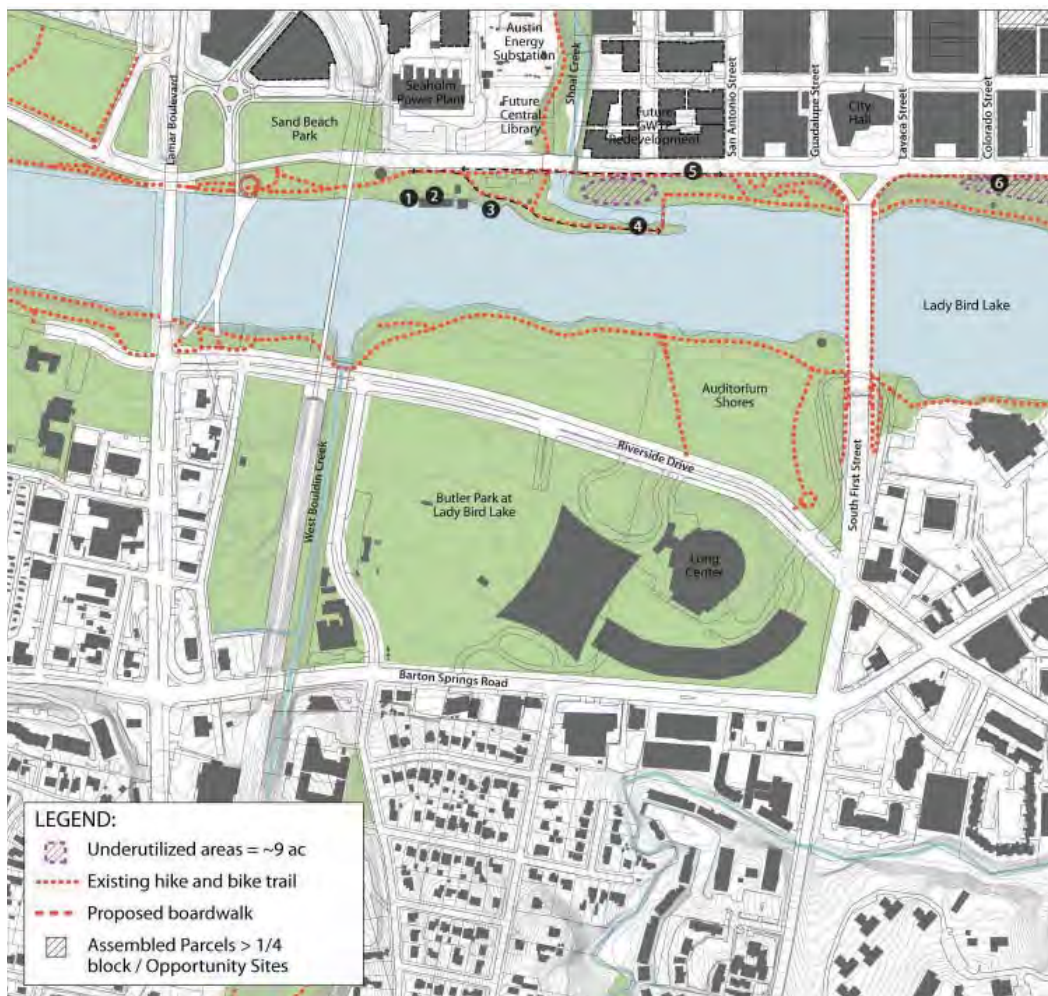 Austin
Energy
Substation
Shoal Creek
San Antonio Street
Guadalupe Street
City
Hall
Lavaca Street
Colorado Street
Lamar Boulevard
Seaholm
Power Plant
Sand Beach
Park
Future
Central
Library
Future
GWTP
Redevelopment
5
6
1
2
3
4
Lady Bird Lake
Auditorium
Shores
Riverside Drive
South First Street
West Bouldin Creek
Butler Park at
Lady Bird Lake
Long
Center
Barton Springs Road
LEGEND:
Underutilized areas = ~9 ac
Existing hike and bike trail
Proposed boardwalk
Assembled Parcels > 1/4
block / Opportunity Sites